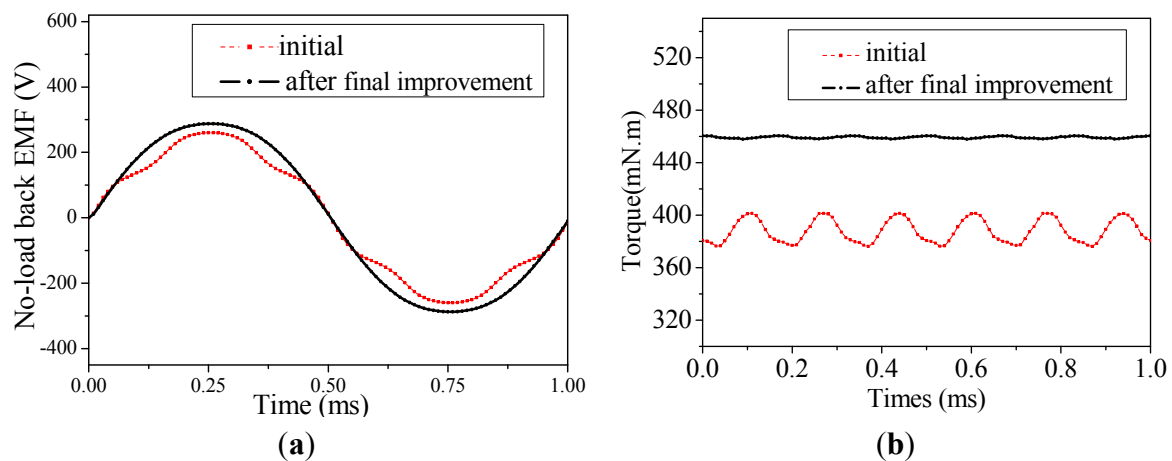 No-load back EMF (V)
600
400
200
0
-200
-400
initial
after final improvement
0.00
0.25
0.50
0.75
1.00
Time (ms)
(a)
Torque(mN.m)
520
480
440
400
360
320
initial
after final improvement
0.0
0.2
0.4
0.6
0.8
1.0
Times (ms)
(b)